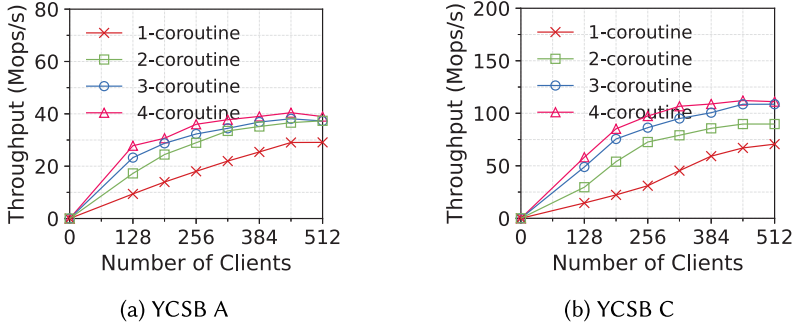 Throughput (Mops/s)
80
60
40
20
0
1-coroutine
2-coroutine
3-coroutine
4-coroutine
0 128 256 384 512
Number of Clients
(a) YCSB A
Throughput (Mops/s)
200
150
100
50
0
1-coroutine
2-coroutine
3-coroutine
4-coroutine
0 128 256 384 512
Number of Clients
(b) YCSB C